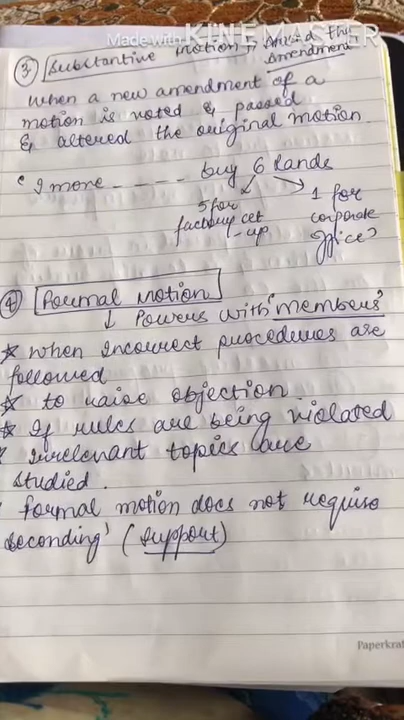 Made with KINEMASTER
③ Substantive Motion → amend the
Amendment
When a new amendment of a
motion is voted & passed
& altered the original motion.
"I move ----- buy 6 lands
5 for
factory set
-up
1 for
corporate
office"
④ Formal Motion
↓ Powers with "members"
* When incorrect procedures are
followed
* to raise objection.
* If rules are being violated
* irrelevant topics are
studied.
* formal motion does not require
'seconding' (support)
Paperkraf